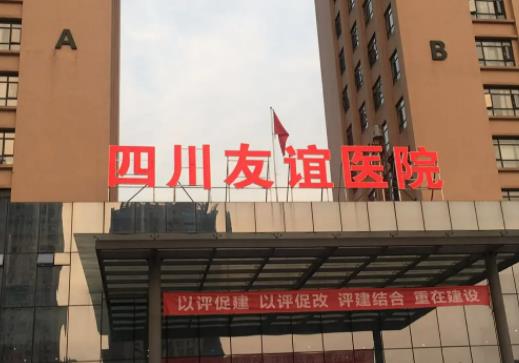 A
B
四川友谊医院
以评促建 以评促改 评建结合 重在建设